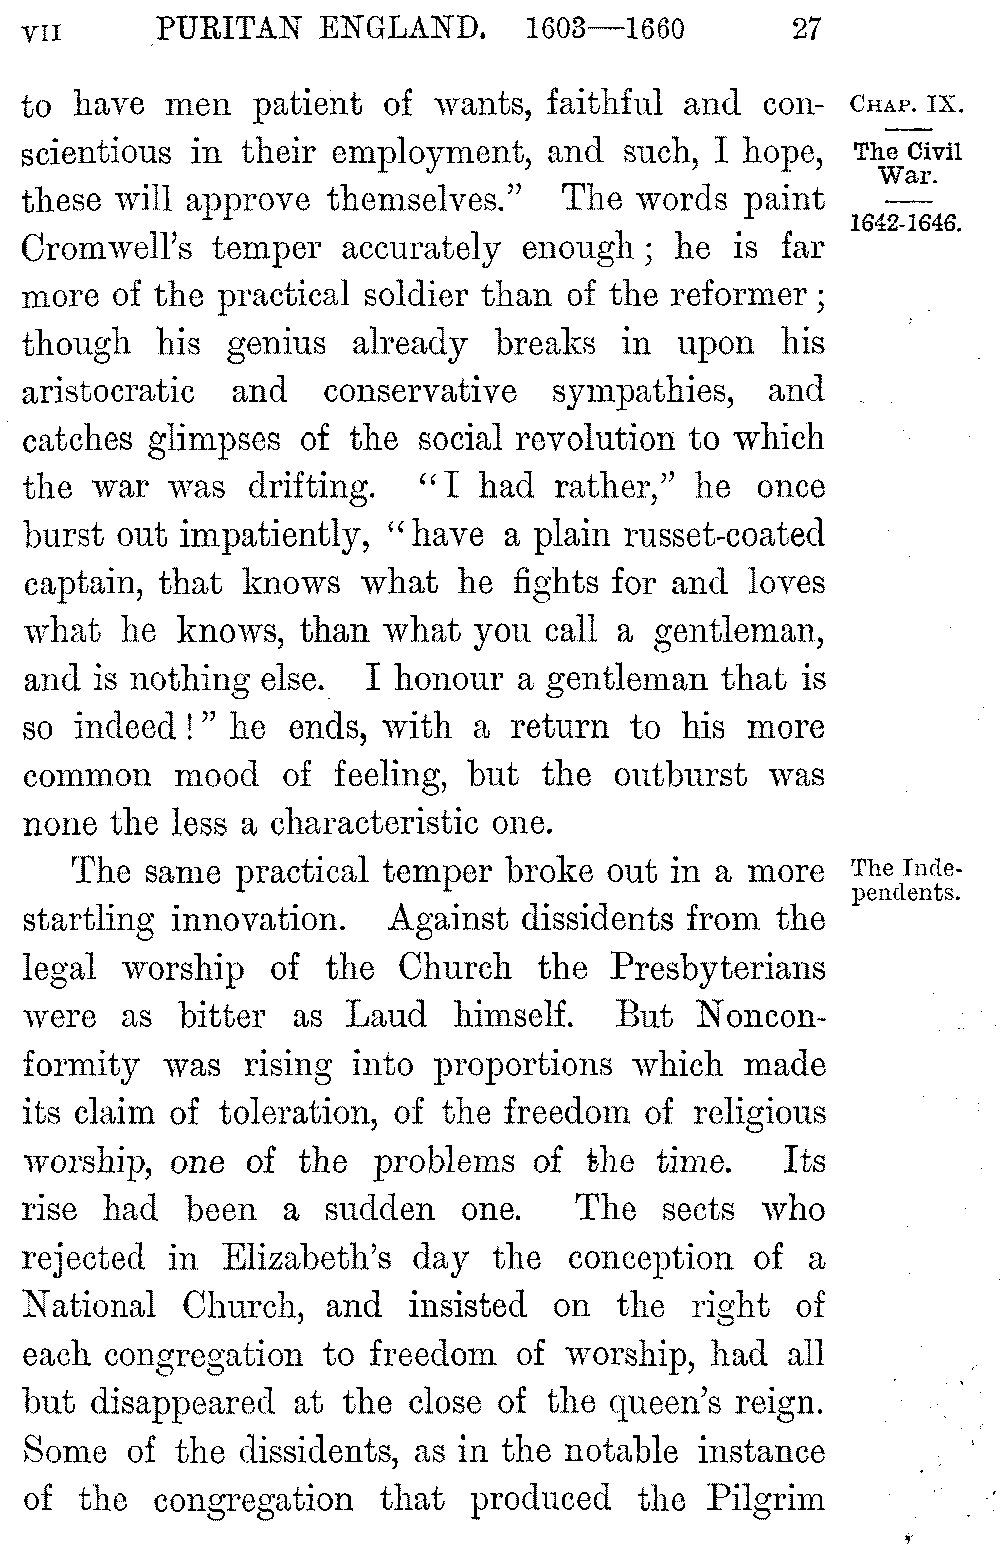 VII PURITAN ENGLAND. 1603—1660 27
to have men patient of wants, faithful and con-
scientious in their employment, and such, I hope,
these will approve themselves.” The words paint
Cromwell’s temper accurately enough ; he is far
more of the practical soldier than of the reformer ;
though his genius already breaks in upon his
aristocratic and conservative sympathies, and
catches glimpses of the social revolution to which
the war was drifting. “I had rather,” he once
burst out impatiently, “have a plain russet-coated
captain, that knows what he fights for and loves
what he knows, than what you call a gentleman,
and is nothing else. I honour a gentleman that is
so indeed!” he ends, with a return to his more
common mood of feeling, but the outburst was
none the less a characteristic one.
CHAP. IX.
The Civil
War.
1642-1646.
The same practical temper broke out in a more
startling innovation. Against dissidents from the
legal worship of the Church the Presbyterians
were as bitter as Laud himself. But Noncon-
formity was rising into proportions which made
its claim of toleration, of the freedom of religious
worship, one of the problems of the time. Its
rise had been a sudden one. The sects who
rejected in Elizabeth’s day the conception of a
National Church, and insisted on the right of
each congregation to freedom of worship, had all
but disappeared at the close of the queen’s reign.
Some of the dissidents, as in the notable instance
of the congregation that produced the Pilgrim
The Inde-
pendents.